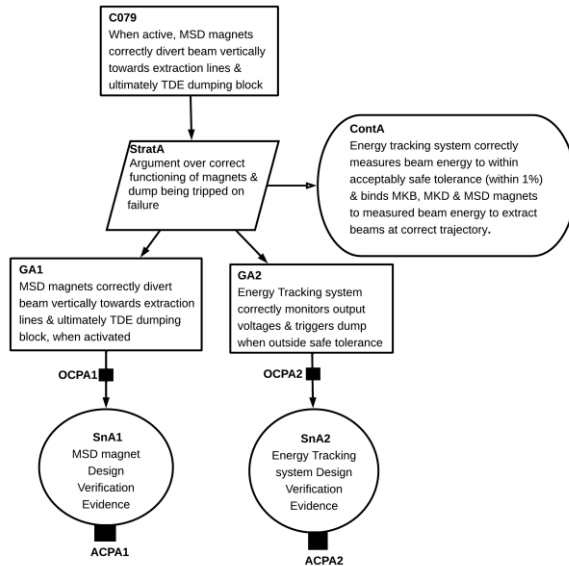 C079
When active, MSD magnets
correctly divert beam vertically
towards extraction lines &
ultimately TDE dumping block
StratA
Argument over correct
functioning of magnets &
dump being tripped on
failure
ContA
Energy tracking system correctly
measures beam energy to within
acceptably safe tolerance (within 1%)
& binds MKB, MKD & MSD magnets
to measured beam energy to extract
beams at correct trajectory.
GA1
MSD magnets correctly divert
beam vertically towards extraction
lines & ultimately TDE dumping
block, when activated
GA2
Energy Tracking system
correctly monitors output
voltages & triggers dump
when outside safe tolerance
OCPA1
OCPA2
SnA1
MSD magnet
Design
Verification
Evidence
SnA2
Energy Tracking
system Design
Verification
Evidence
ACPA1
ACPA2